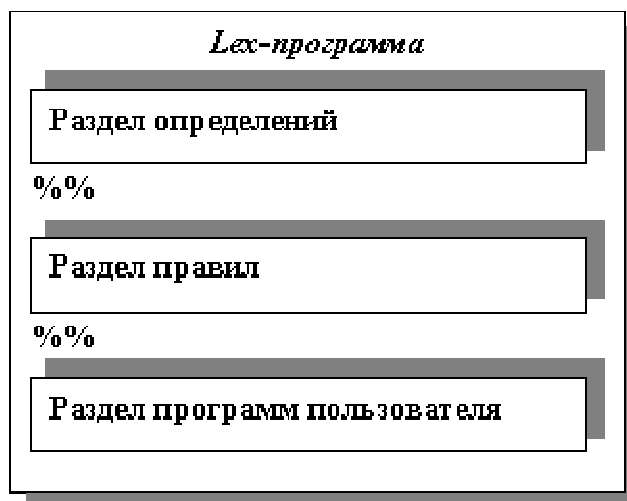 Lex-программа
Раздел определений
%%
Раздел правил
%%
Раздел программ пользователя